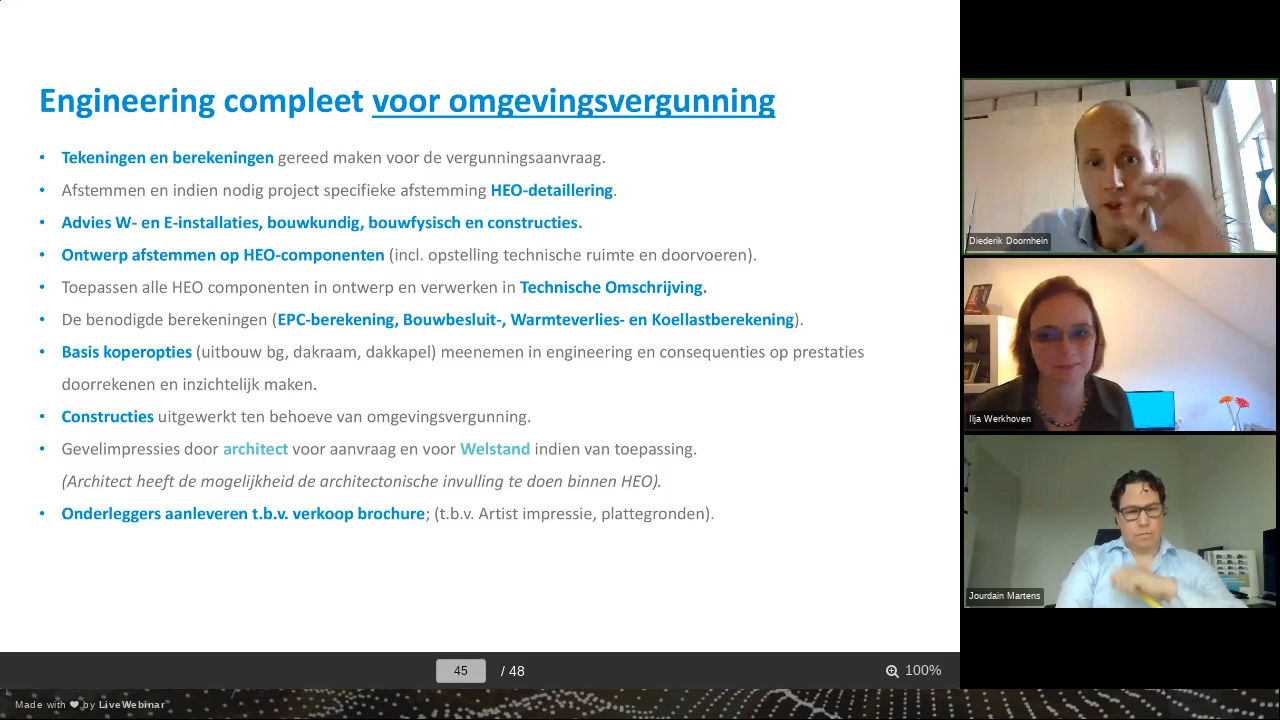 Engineering compleet voor omgevingsvergunning
• Tekeningen en berekeningen gereed maken voor de vergunningsaanvraag.
• Afstemmen en indien nodig project specifieke afstemming HEO-detaillering.
• Advies W- en E-installaties, bouwkundig, bouwfysisch en constructies.
• Ontwerp afstemmen op HEO-componenten (incl. opstelling technische ruimte en doorvoeren).
• Toepassen alle HEO componenten in ontwerp en verwerken in Technische Omschrijving.
• De benodigde berekeningen (EPC-berekening, Bouwbesluit-, Warmteverlies- en Koellastberekening).
• Basis koperopties (uitbouw bg, dakraam, dakkapel) meenemen in engineering en consequenties op prestaties
doorrekenen en inzichtelijk maken.
• Constructies uitgewerkt ten behoeve van omgevingsvergunning.
• Gevelimpressies door architect voor aanvraag en voor Welstand indien van toepassing.
(Architect heeft de mogelijkheid de architectonische invulling te doen binnen HEO).
• Onderleggers aanleveren t.b.v. verkoop brochure; (t.b.v. Artist impressie, plattegronden).
45 / 48
100%
Made with ❤ by LiveWebinar
Diederik Doornhein
Ilja Werkhoven
Jourdain Martens